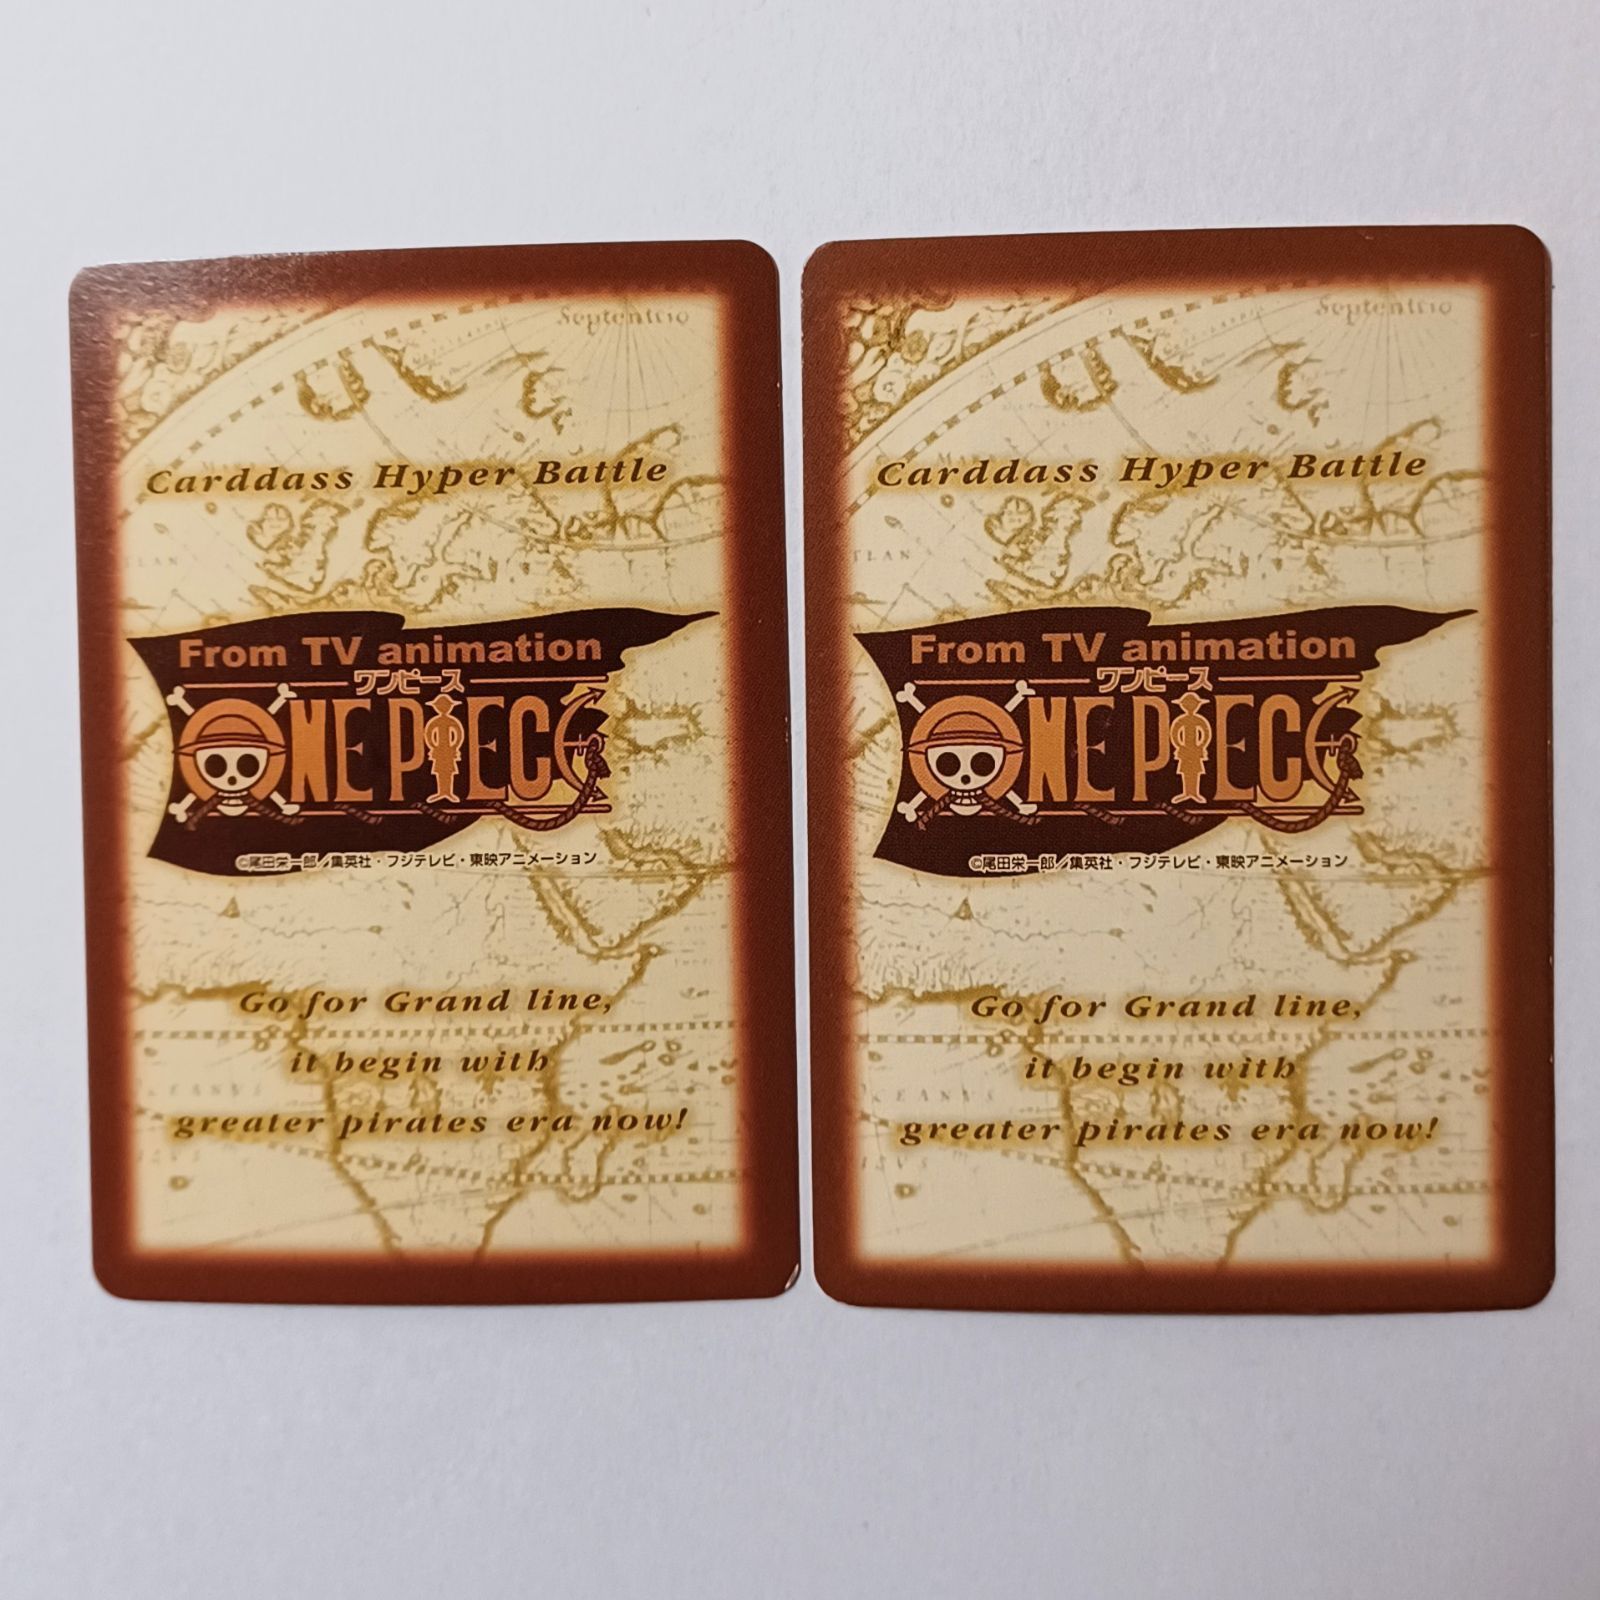 Septentrio
Carddass Hyper Battle
From TV animation
ワンピース
ONE PIECE
©尾田栄一郎／集英社・フジテレビ・東映アニメーション
Go for Grand line,
it begin with
greater pirates era now!
Septentrio
Carddass Hyper Battle
TLAN
From TV animation
ワンピース
ONE PIECE
©尾田栄一郎／集英社・フジテレビ・東映アニメーション
Go for Grand line,
it begin with
greater pirates era now!